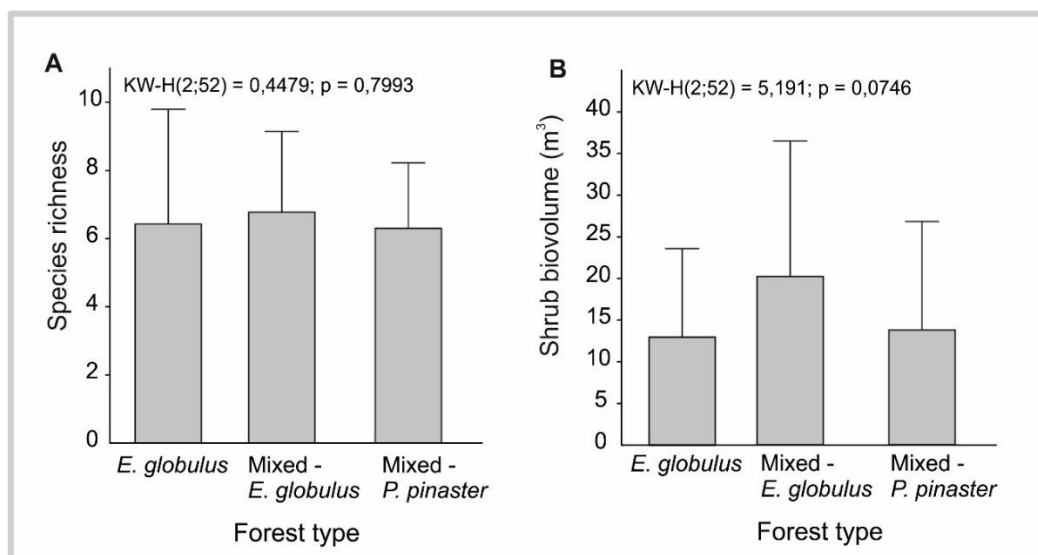 A
KW-H(2;52) = 0,4479; p = 0,7993
Species richness
10
8
6
4
2
0
E. globulus
Mixed -
E. globulus
Mixed -
P. pinaster
Forest type
B
KW-H(2;52) = 5,191; p = 0,0746
Shrub biovolume (m³)
40
35
30
25
20
15
10
5
0
E. globulus
Mixed -
E. globulus
Mixed -
P. pinaster
Forest type